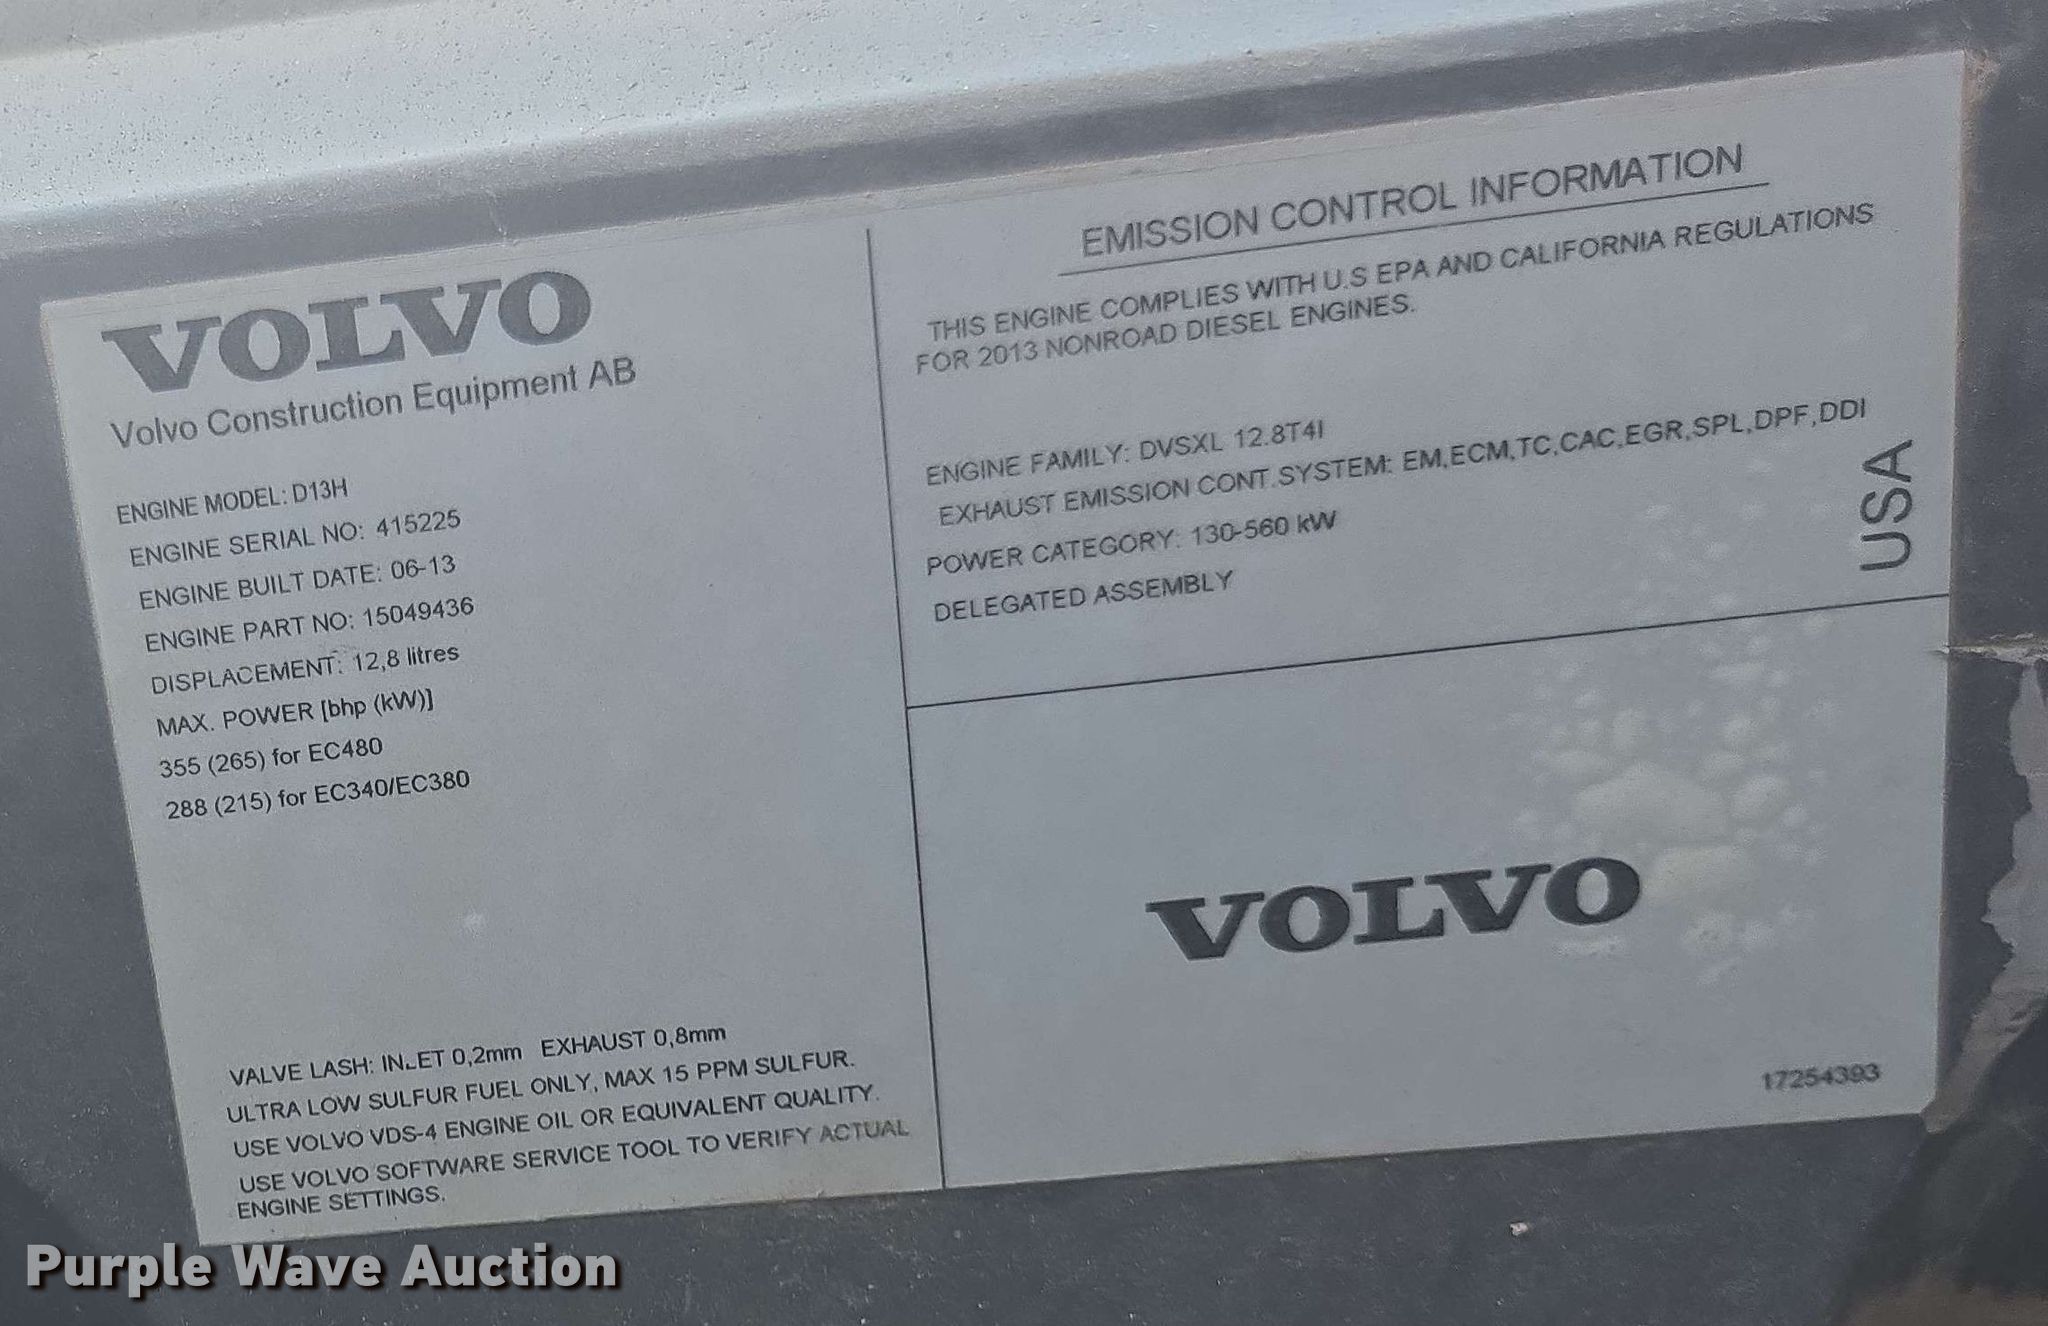 VOLVO
Volvo Construction Equipment AB
ENGINE MODEL: D13H
ENGINE SERIAL NO: 415225
ENGINE BUILT DATE: 06-13
ENGINE PART NO: 15049436
DISPLACEMENT: 12,8 litres
MAX. POWER [bhp (kW)]
355 (265) for EC480
288 (215) for EC340/EC380
VALVE LASH: INLET 0,2mm EXHAUST 0,8mm
ULTRA LOW SULFUR FUEL ONLY, MAX 15 PPM SULFUR.
USE VOLVO VDS-4 ENGINE OIL OR EQUIVALENT QUALITY.
USE VOLVO SOFTWARE SERVICE TOOL TO VERIFY ACTUAL
ENGINE SETTINGS.
EMISSION CONTROL INFORMATION
THIS ENGINE COMPLIES WITH U.S EPA AND CALIFORNIA REGULATIONS
FOR 2013 NONROAD DIESEL ENGINES.
ENGINE FAMILY: DVSXL 12.8T4I
EXHAUST EMISSION CONT.SYSTEM: EM,ECM,TC,CAC,EGR,SPL,DPF,DDI
POWER CATEGORY: 130-560 kW
DELEGATED ASSEMBLY
USA
VOLVO
17254393
Purple Wave Auction